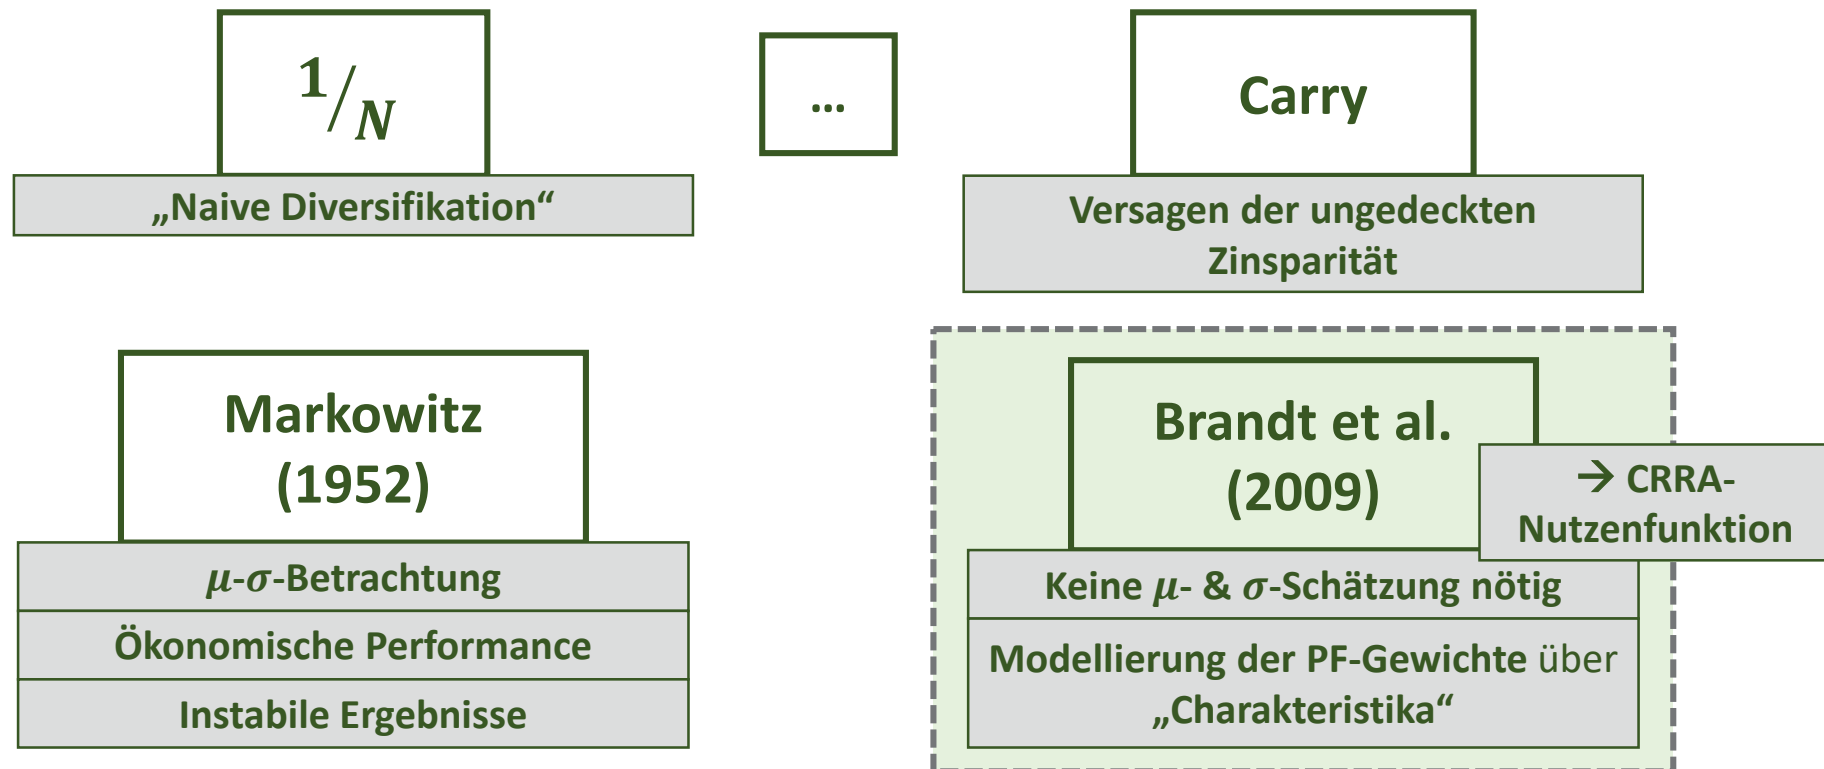 1/N
„Naive Diversifikation“
...
Carry
Versagen der ungedeckten
Zinsparität
Markowitz
(1952)
μ-σ-Betrachtung
Ökonomische Performance
Instabile Ergebnisse
Brandt et al.
(2009)
→ CRRA-
Nutzenfunktion
Keine μ- & σ-Schätzung nötig
Modellierung der PF-Gewichte über
„Charakteristika“